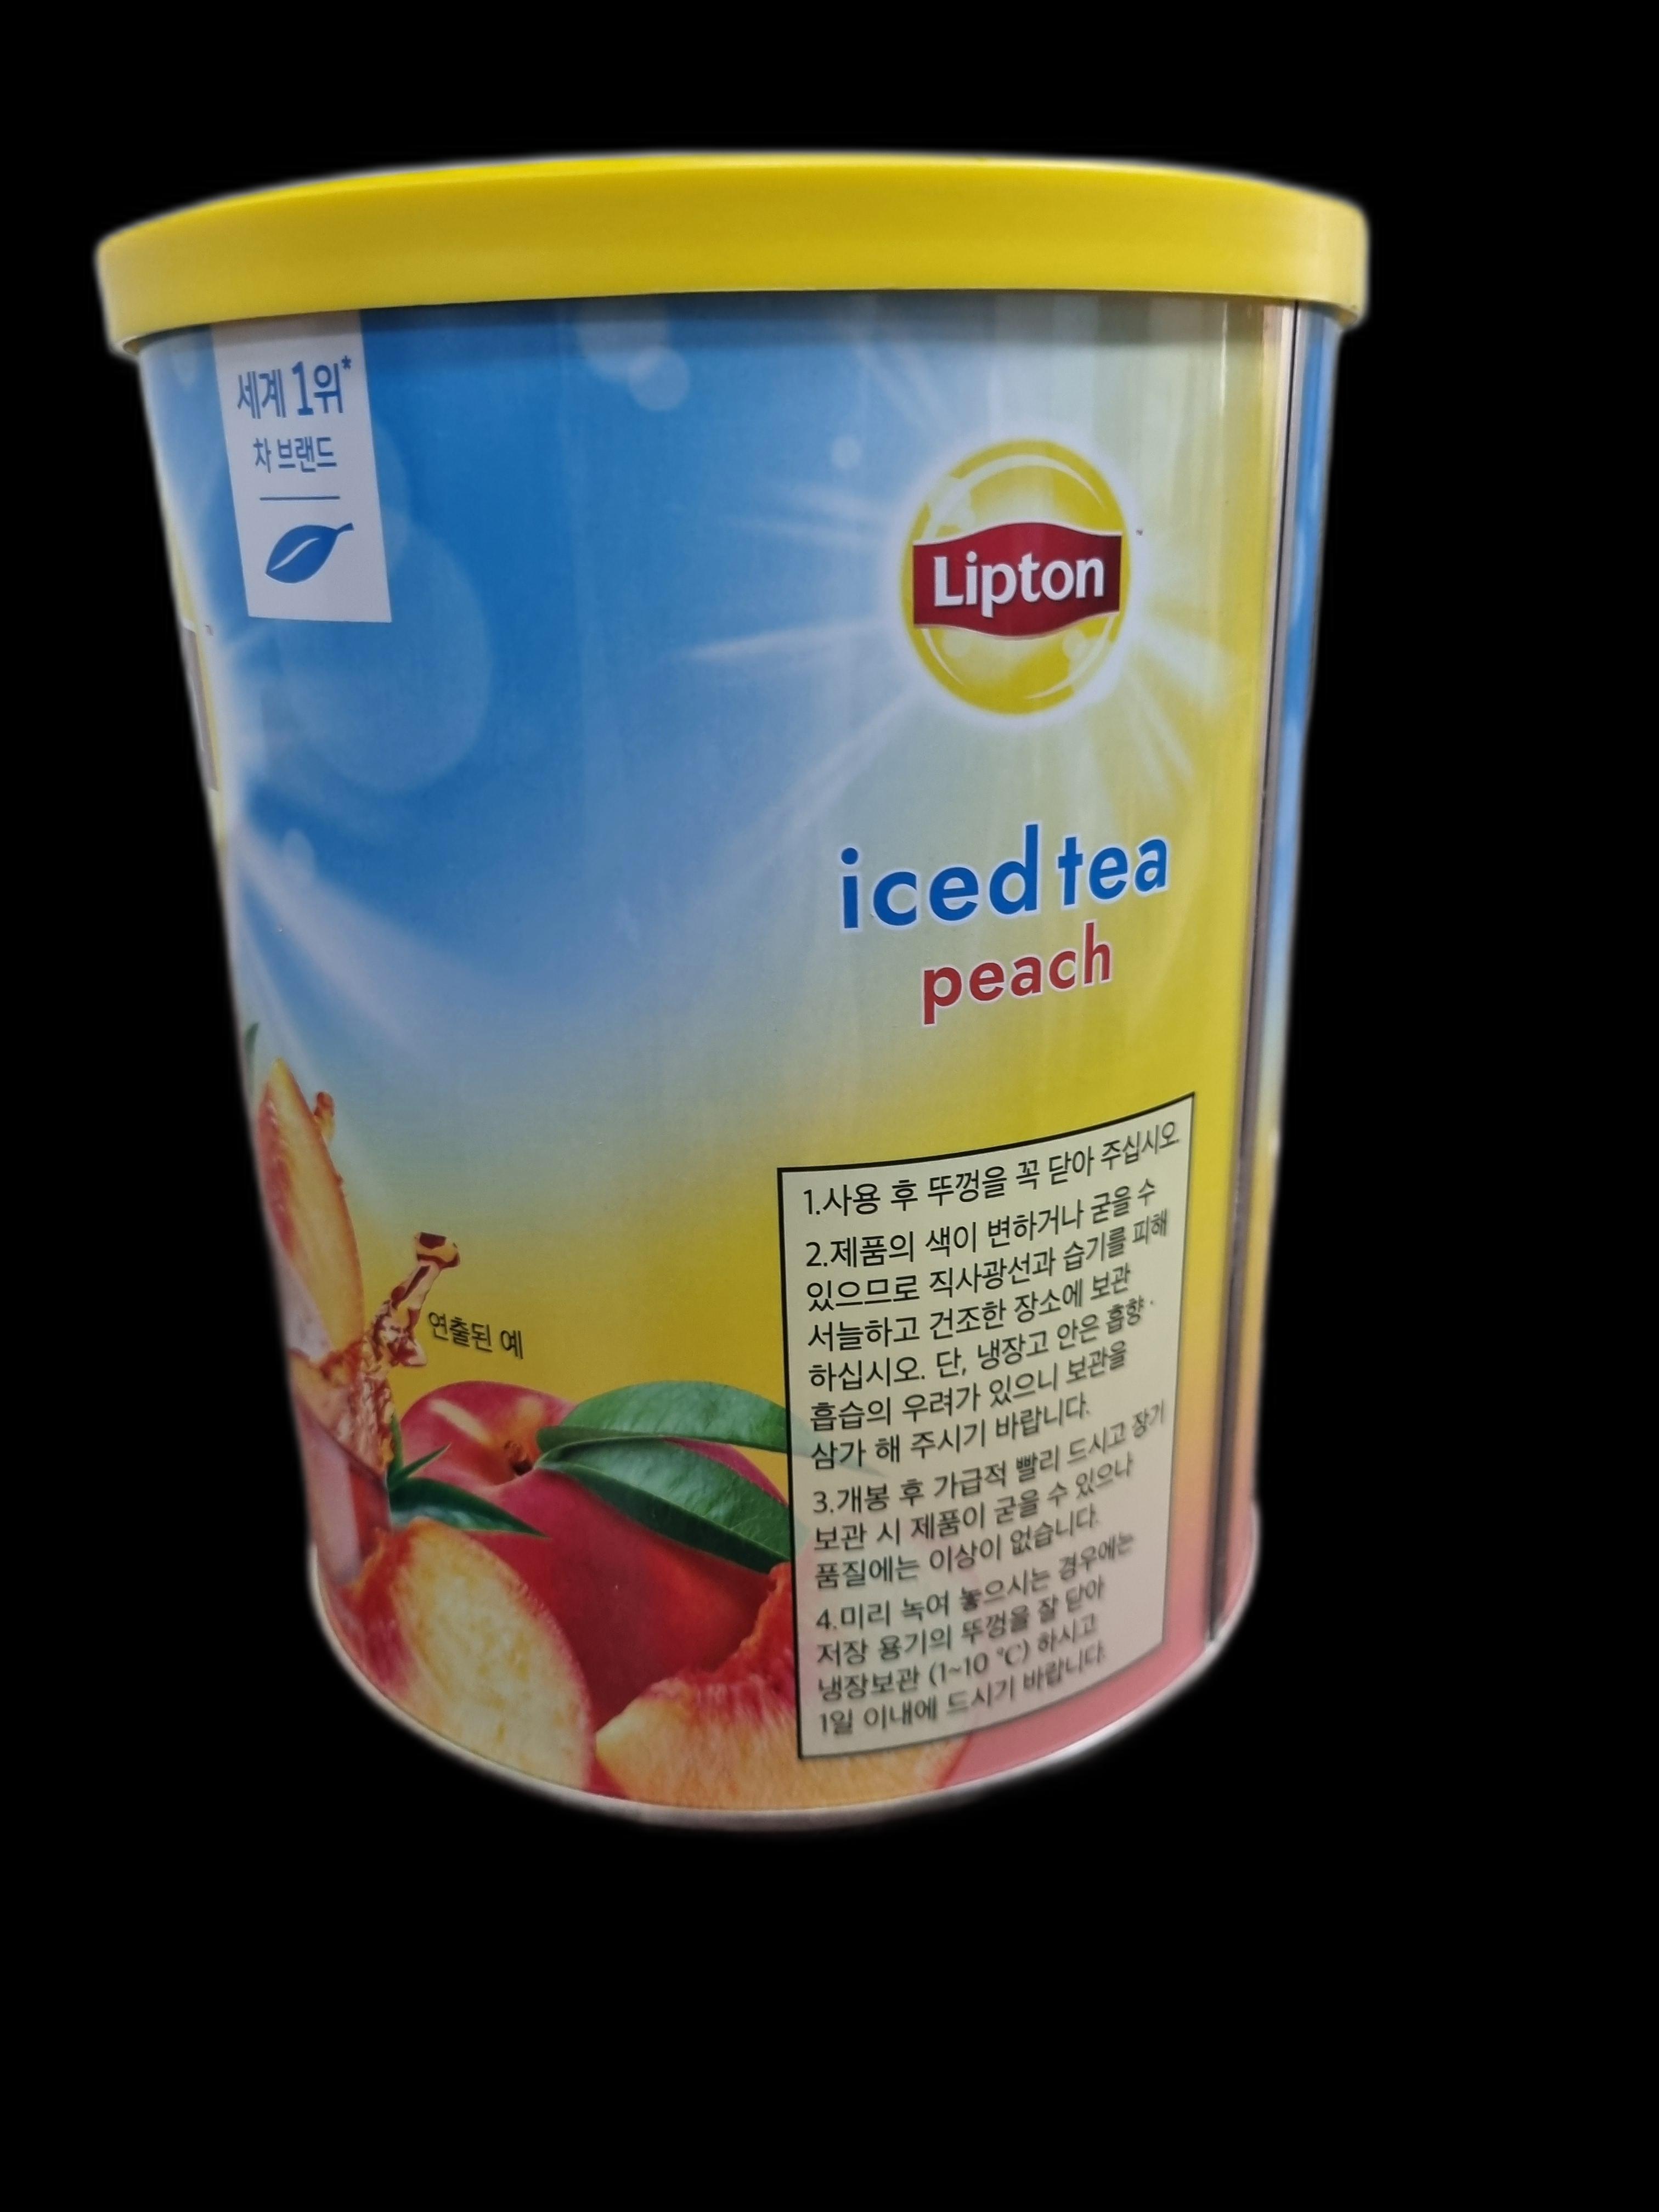 세계 1위*
차 브랜드
Lipton
iced tea
peach
연출된 예
1.사용 후 뚜껑을 꼭 닫아 주십시오.
2.제품의 색이 변하거나 굳을 수
있으므로 직사광선과 습기를 피해
서늘하고 건조한 장소에 보관
하십시오. 단, 냉장고 안은 흡향·
흡습의 우려가 있으니 보관을
삼가 해 주시기 바랍니다.
3.개봉 후 가급적 빨리 드시고 장기
보관 시 제품이 굳을 수 있으나
품질에는 이상이 없습니다.
4.미리 녹여 놓으시는 경우에는
저장 용기의 뚜껑을 잘 닫아
냉장보관 (1~10 ℃) 하시고
1일 이내에 드시기 바랍니다.